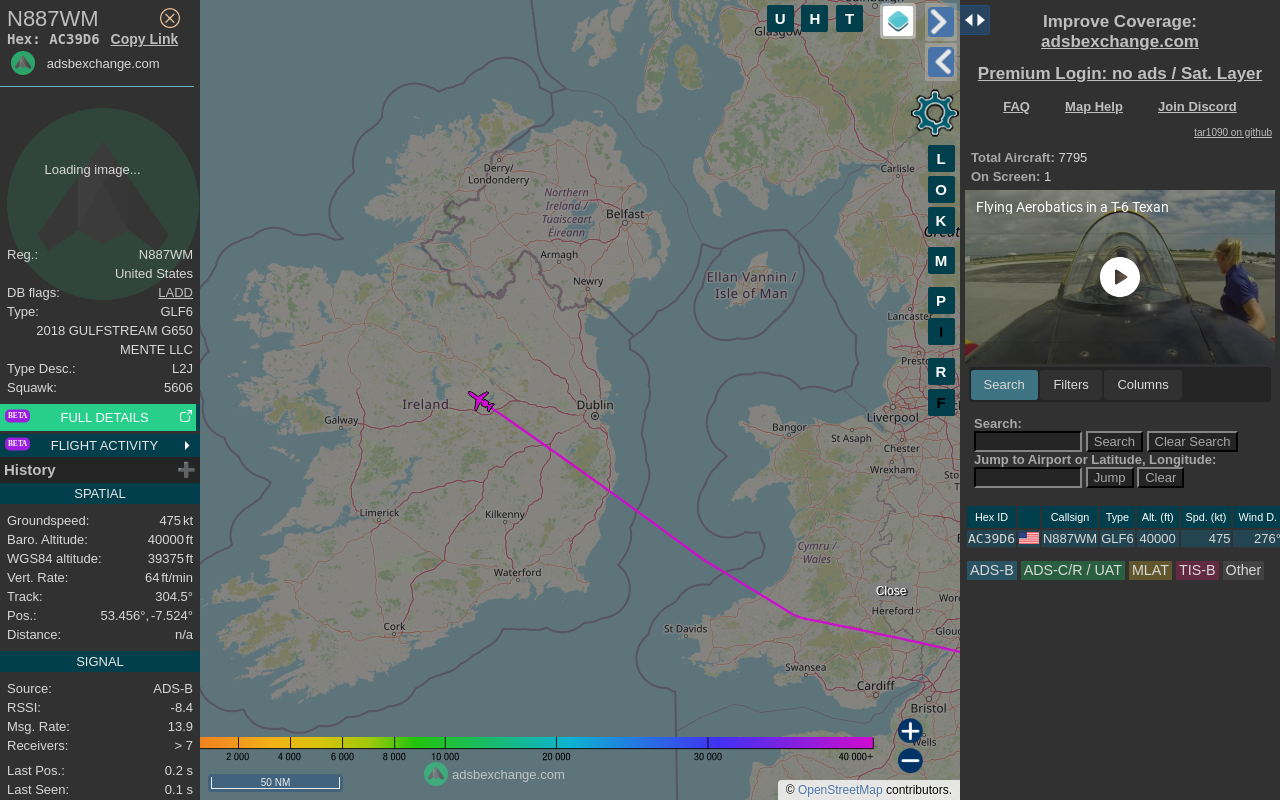 N887WM
Hex: AC39D6 Copy Link
adsbexchange.com
Loading image...
Reg.: N887WM
United States
DB flags: LADD
Type: GLF6
2018 GULFSTREAM G650
MENTE LLC
Type Desc.: L2J
Squawk: 5606
BETA FULL DETAILS
BETA FLIGHT ACTIVITY
History
SPATIAL
Groundspeed: 475 kt
Baro. Altitude: 40000 ft
WGS84 altitude: 39375 ft
Vert. Rate: 64 ft/min
Track: 304.5°
Pos.: 53.456°, -7.524°
Distance: n/a
SIGNAL
Source: ADS-B
RSSI: -8.4
Msg. Rate: 13.9
Receivers: > 7
Last Pos.: 0.2 s
Last Seen: 0.1 s
U H T
Glasgow
L
O
K
M
P
I
R
F
Derry/
Londonderry
Northern
Ireland /
Tuaisceart
Éireann
Belfast
Armagh
Newry
Carlisle
Ellan Vannin /
Isle of Man
Ireland
Galway
Dublin
Limerick
Kilkenny
Waterford
Cork
Bangor
St Asaph
Liverpool
Chester
Wrexham
Cymru /
Wales
Close
Hereford
St Davids
Swansea
Cardiff
Bristol
Wells
2 000 4 000 6 000 8 000 10 000 20 000 30 000 40 000+
50 NM
adsbexchange.com
© OpenStreetMap contributors.
Improve Coverage:
adsbexchange.com
Premium Login: no ads / Sat. Layer
FAQ Map Help Join Discord
tar1090 on github
Total Aircraft: 7795
On Screen: 1
Flying Aerobatics in a T-6 Texan
Search Filters Columns
Search:
Search Clear Search
Jump to Airport or Latitude, Longitude:
Jump Clear
Hex ID Callsign Type Alt. (ft) Spd. (kt) Wind D.
AC39D6 N887WM GLF6 40000 475 276°
ADS-B ADS-C/R / UAT MLAT TIS-B Other